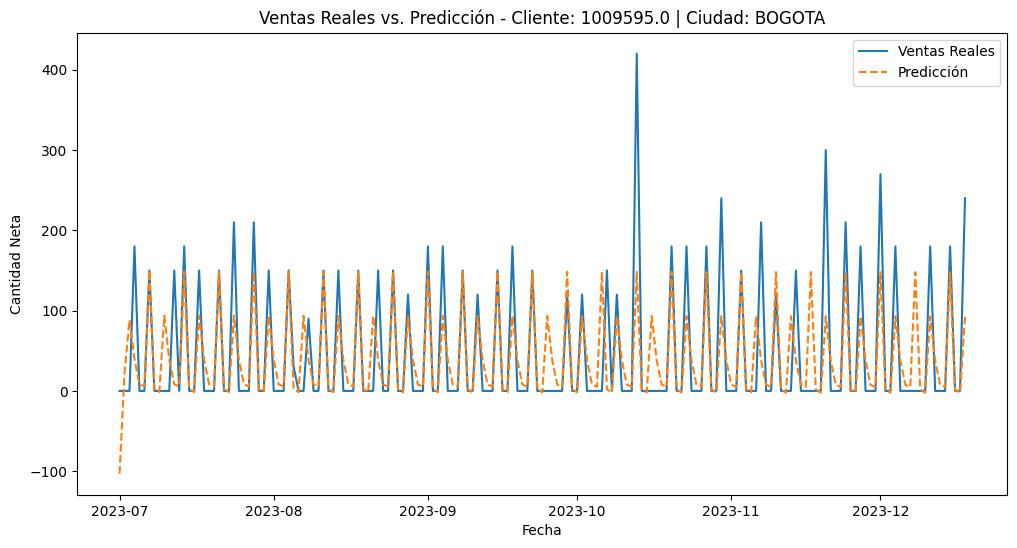 Ventas Reales vs. Predicción - Cliente: 1009595.0 | Ciudad: BOGOTA
Ventas Reales
Predicción
Cantidad Neta
400
300
200
100
0
−100
2023-07
2023-08
2023-09
2023-10
2023-11
2023-12
Fecha